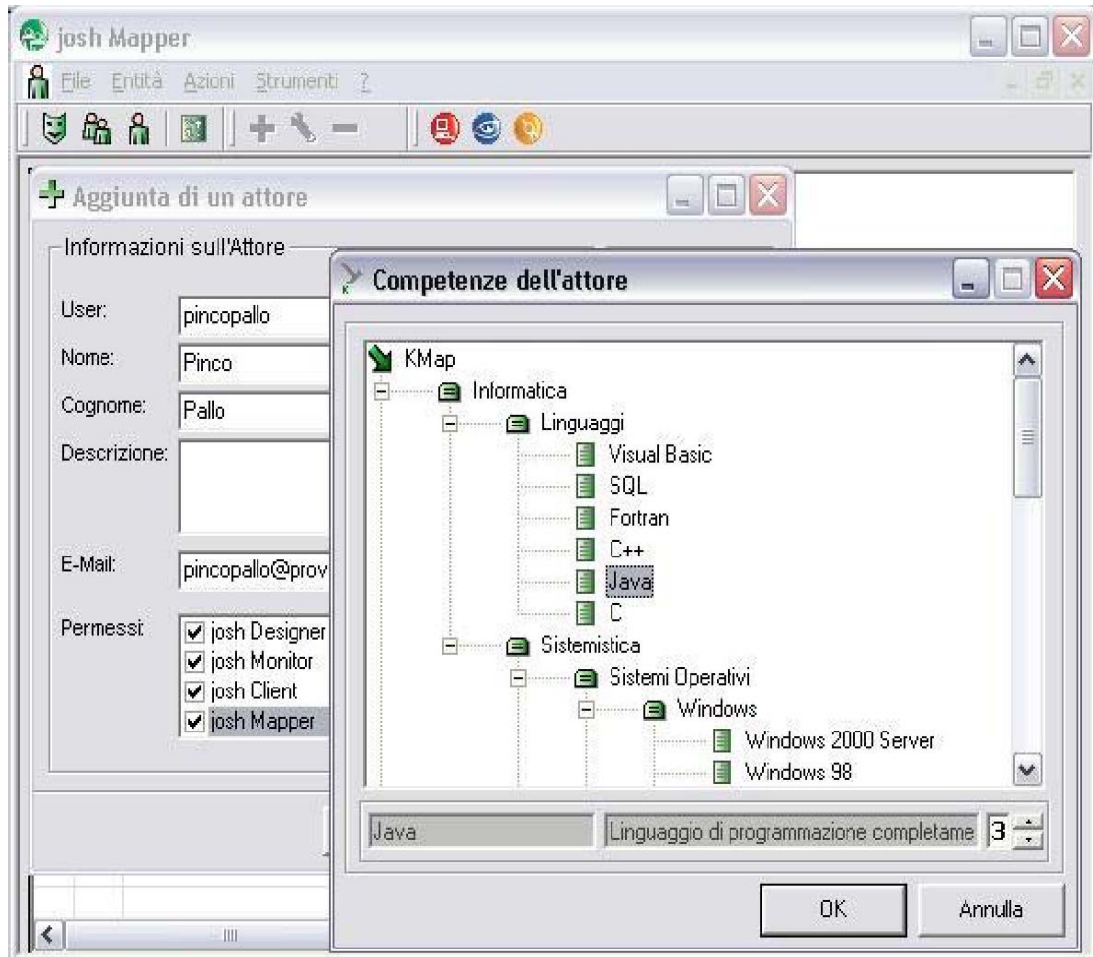 josh Mapper
File Entità Azioni Strumenti ?
Aggiunta di un attore
Informazioni sull'Attore
User: pincopallo
Nome: Pinco
Cognome: Pallo
Descrizione:
E-Mail: pincopallo@prov
Permessi: josh Designer
josh Monitor
josh Client
josh Mapper
Competenze dell'attore
KMap
Informatica
Linguaggi
Visual Basic
SQL
Fortran
C++
Java
C
Sistemistica
Sistemi Operativi
Windows
Windows 2000 Server
Windows 98
Java Linguaggio di programmazione completame 3
OK Annulla